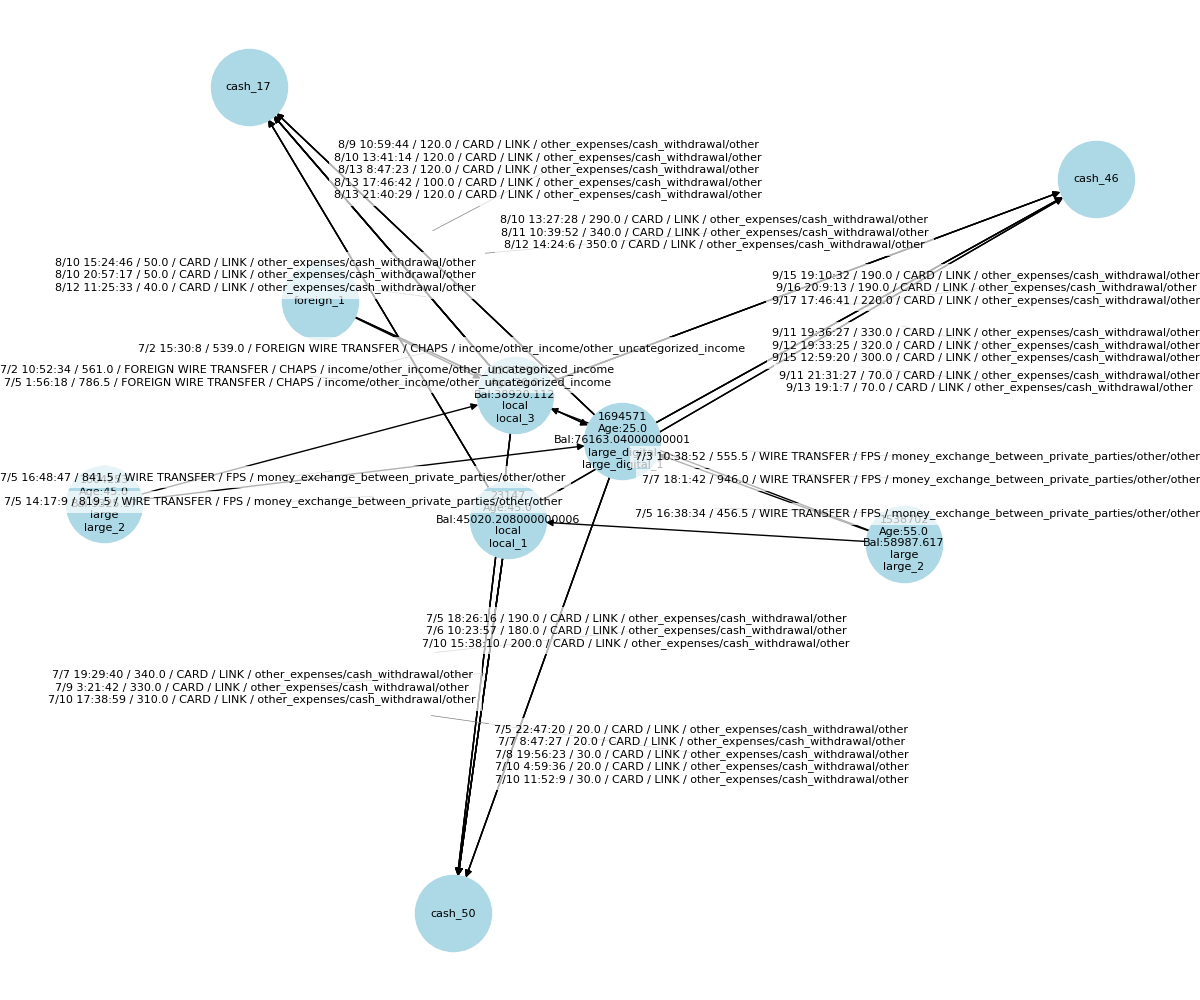 cash_17
8/9 10:59:44 / 120.0 / CARD / LINK / other_expenses/cash_withdrawal/other
8/10 13:41:14 / 120.0 / CARD / LINK / other_expenses/cash_withdrawal/other
8/13 8:47:23 / 120.0 / CARD / LINK / other_expenses/cash_withdrawal/other
8/13 17:46:42 / 100.0 / CARD / LINK / other_expenses/cash_withdrawal/other
8/13 21:40:29 / 120.0 / CARD / LINK / other_expenses/cash_withdrawal/other
cash_46
8/10 13:27:28 / 290.0 / CARD / LINK / other_expenses/cash_withdrawal/other
8/11 10:39:52 / 340.0 / CARD / LINK / other_expenses/cash_withdrawal/other
8/12 14:24:6 / 350.0 / CARD / LINK / other_expenses/cash_withdrawal/other
8/10 15:24:46 / 50.0 / CARD / LINK / other_expenses/cash_withdrawal/other
8/10 20:57:17 / 50.0 / CARD / LINK / other_expenses/cash_withdrawal/other
8/12 11:25:33 / 40.0 / CARD / LINK / other_expenses/cash_withdrawal/other
foreign_1
9/15 19:10:32 / 190.0 / CARD / LINK / other_expenses/cash_withdrawal/other
9/16 20:9:13 / 190.0 / CARD / LINK / other_expenses/cash_withdrawal/other
9/17 17:46:41 / 220.0 / CARD / LINK / other_expenses/cash_withdrawal/other
9/11 19:36:27 / 330.0 / CARD / LINK / other_expenses/cash_withdrawal/other
9/12 19:33:25 / 320.0 / CARD / LINK / other_expenses/cash_withdrawal/other
9/15 12:59:20 / 300.0 / CARD / LINK / other_expenses/cash_withdrawal/other
9/11 21:31:27 / 70.0 / CARD / LINK / other_expenses/cash_withdrawal/other
9/13 19:1:7 / 70.0 / CARD / LINK / other_expenses/cash_withdrawal/other
7/2 15:30:8 / 539.0 / FOREIGN WIRE TRANSFER / CHAPS / income/other_income/other_uncategorized_income
7/2 10:52:34 / 561.0 / FOREIGN WIRE TRANSFER / CHAPS / income/other_income/other_uncategorized_income
7/5 1:56:18 / 786.5 / FOREIGN WIRE TRANSFER / CHAPS / income/other_income/other_uncategorized_income
Bal:38920.112
local
local_3
1694571
Age:25.0
Bal:76163.04000000001
large_digital
large_digital_1
7/3 10:38:52 / 555.5 / WIRE TRANSFER / FPS / money_exchange_between_private_parties/other/other
7/7 18:1:42 / 946.0 / WIRE TRANSFER / FPS / money_exchange_between_private_parties/other/other
7/5 16:38:34 / 456.5 / WIRE TRANSFER / FPS / money_exchange_between_private_parties/other/other
7/5 16:48:47 / 841.5 / WIRE TRANSFER / FPS / money_exchange_between_private_parties/other/other
Age:45.0
7/5 14:17:9 / 819.5 / WIRE TRANSFER / FPS / money_exchange_between_private_parties/other/other
large
large_2
Age:45.0
Bal:45020.208000000006
local
local_1
1538702
Age:55.0
Bal:58987.617
large
large_2
7/5 18:26:16 / 190.0 / CARD / LINK / other_expenses/cash_withdrawal/other
7/6 10:23:57 / 180.0 / CARD / LINK / other_expenses/cash_withdrawal/other
7/10 15:38:10 / 200.0 / CARD / LINK / other_expenses/cash_withdrawal/other
7/7 19:29:40 / 340.0 / CARD / LINK / other_expenses/cash_withdrawal/other
7/9 3:21:42 / 330.0 / CARD / LINK / other_expenses/cash_withdrawal/other
7/10 17:38:59 / 310.0 / CARD / LINK / other_expenses/cash_withdrawal/other
7/5 22:47:20 / 20.0 / CARD / LINK / other_expenses/cash_withdrawal/other
7/7 8:47:27 / 20.0 / CARD / LINK / other_expenses/cash_withdrawal/other
7/8 19:56:23 / 30.0 / CARD / LINK / other_expenses/cash_withdrawal/other
7/10 4:59:36 / 20.0 / CARD / LINK / other_expenses/cash_withdrawal/other
7/10 11:52:9 / 30.0 / CARD / LINK / other_expenses/cash_withdrawal/other
cash_50